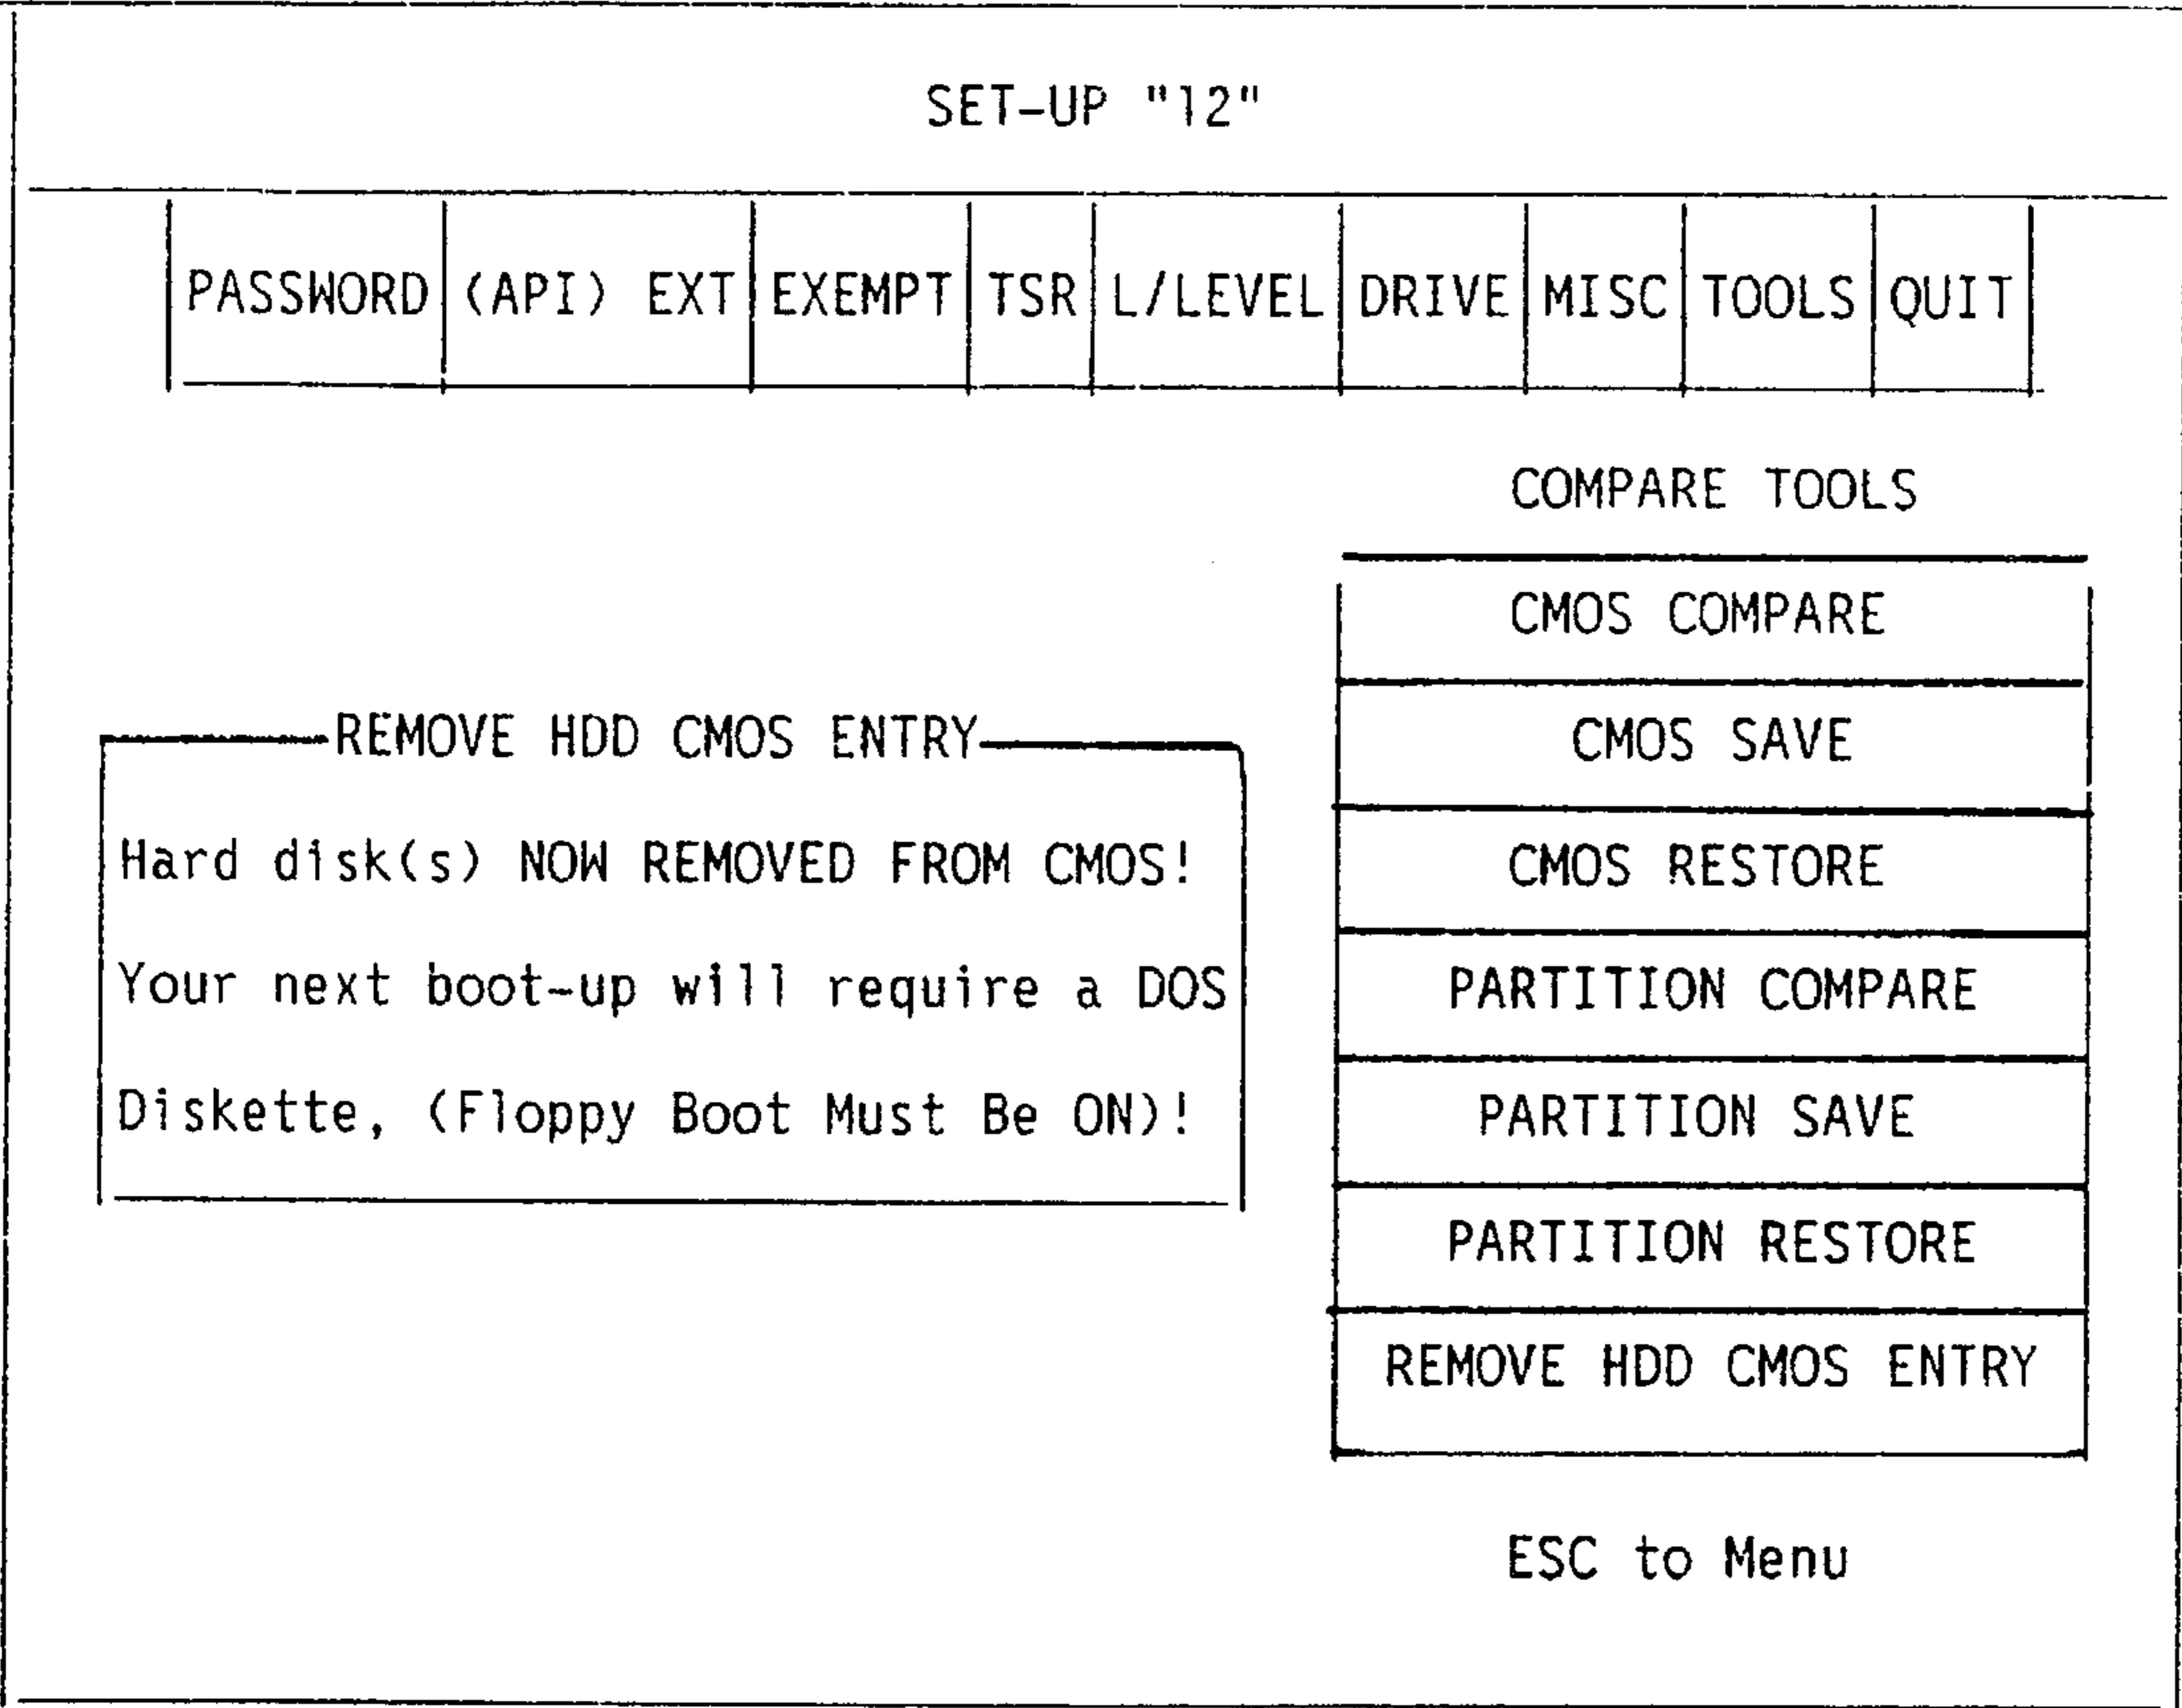 SET-UP "12"
PASSWORD (API) EXT EXEMPT TSR L/LEVEL DRIVE MISC TOOLS QUIT
COMPARE TOOLS
CMOS COMPARE
CMOS SAVE
CMOS RESTORE
PARTITION COMPARE
PARTITION SAVE
PARTITION RESTORE
REMOVE HDD CMOS ENTRY
REMOVE HDD CMOS ENTRY
Hard disk(s) NOW REMOVED FROM CMOS!
Your next boot-up will require a DOS
Diskette, (Floppy Boot Must Be ON)!
ESC to Menu